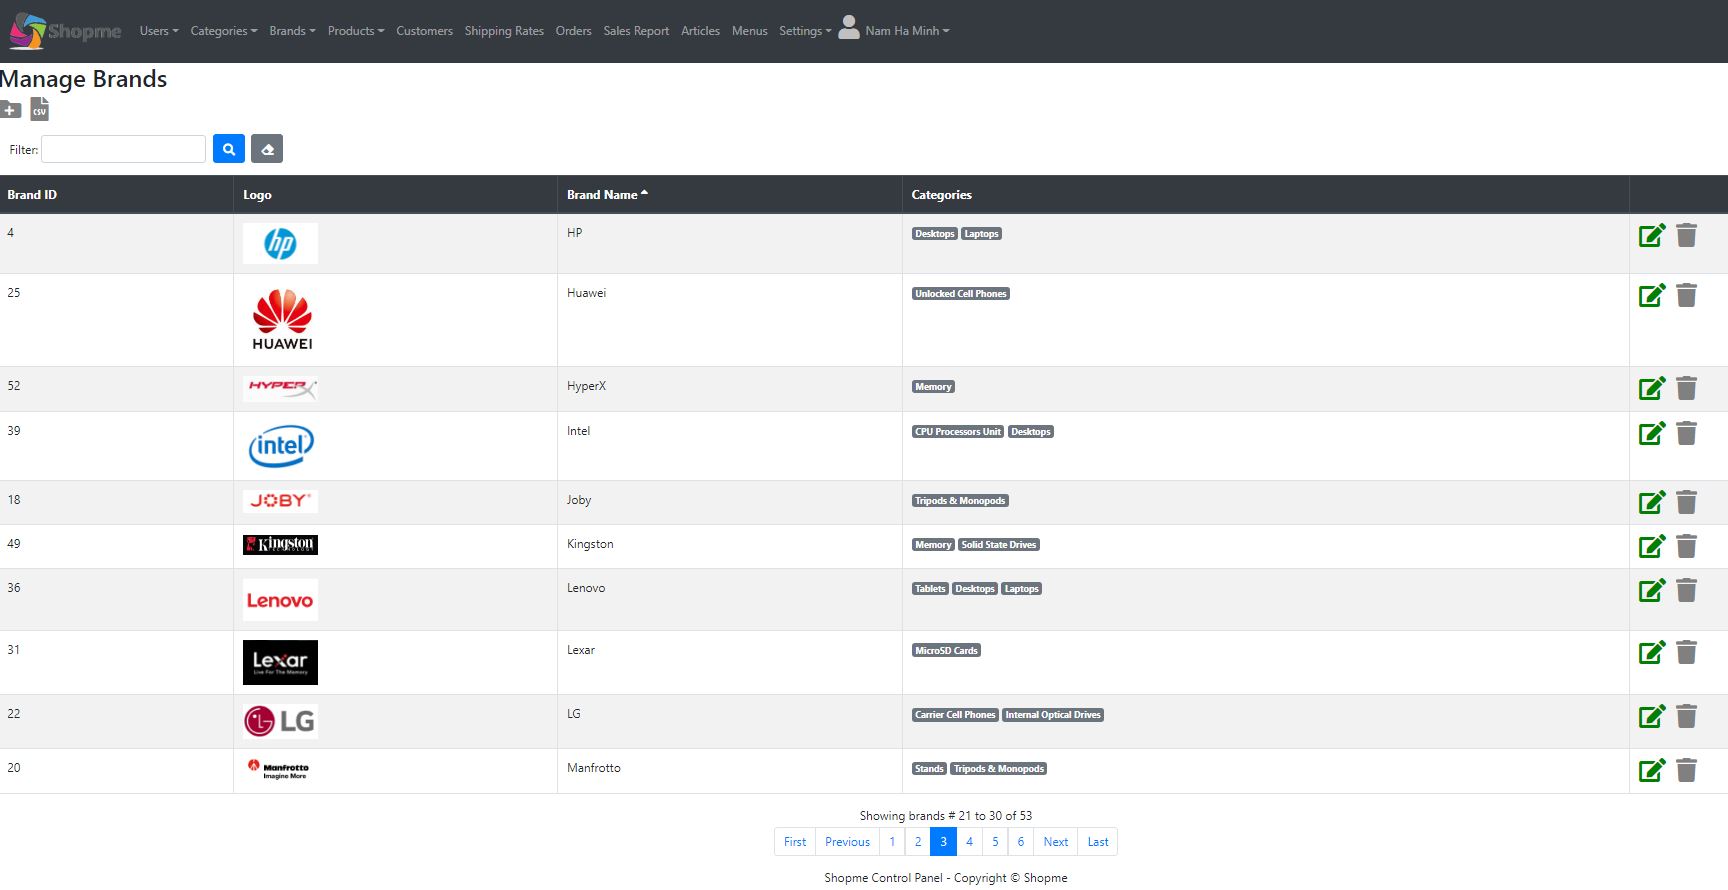 Shopme Users Categories Brands Products Customers Shipping Rates Orders Sales Report Articles Menus Settings Nam Ha Minh
Manage Brands
CSV
Filter:
Brand ID Logo Brand Name Categories
4 hp HP Desktops Laptops
25 HUAWEI Huawei Unlocked Cell Phones
52 HYPERX HyperX Memory
39 intel Intel CPU Processors Unit Desktops
18 JOBY Joby Tripods & Monopods
49 Kingston TECHNOLOGY Kingston Memory Solid State Drives
36 Lenovo Lenovo Tablets Desktops Laptops
31 Lexar Lexar MicroSD Cards
Live For The Memory
22 LG LG Carrier Cell Phones Internal Optical Drives
20 Manfrotto Manfrotto Stands Tripods & Monopods
Imagine More
Showing brands # 21 to 30 of 53
First Previous 1 2 3 4 5 6 Next Last
Shopme Control Panel - Copyright © Shopme